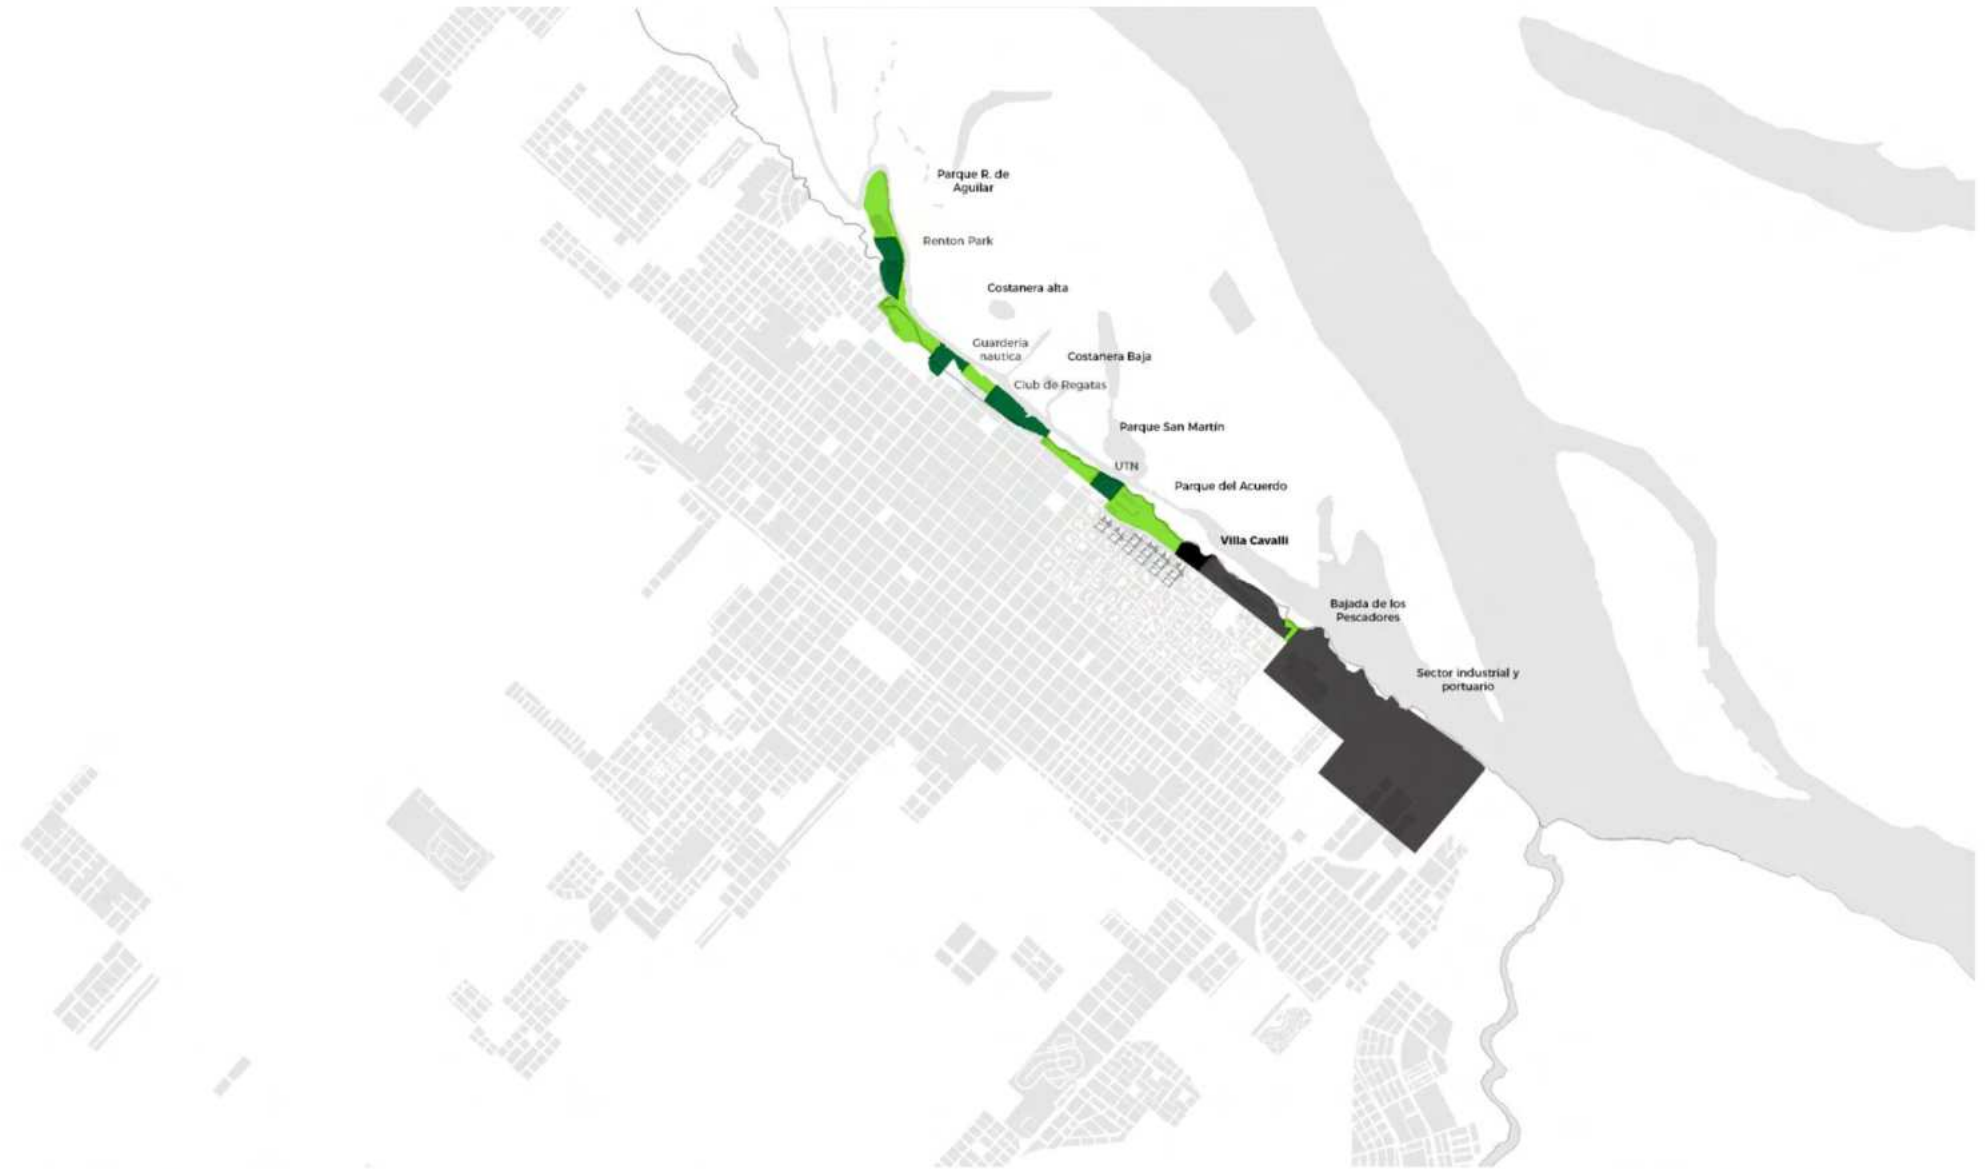 Parque R. de
Aguilar
Renton Park
Costanera alta
Guardería
nautica
Costanera Baja
Club de Regatas
Parque San Martín
UTN
Parque del Acuerdo
Villa Cavalli
Bajada de los
Pescadores
Sector industrial y
portuario